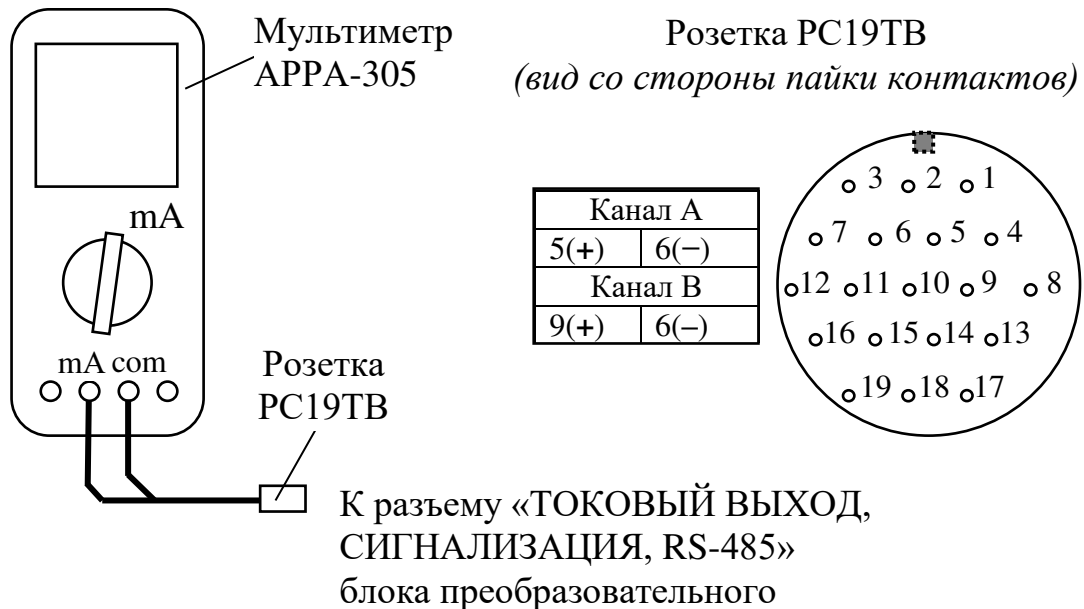 Мультиметр
АРРА-305
mA
mA com
Розетка
РС19ТВ
К разъему «ТОКОВЫЙ ВЫХОД,
СИГНАЛИЗАЦИЯ, RS-485»
блока преобразовательного
Розетка РС19ТВ
(вид со стороны пайки контактов)
Канал А
5(+) 6(−)
Канал В
9(+) 6(−)
3 2 1
7 6 5 4
12 11 10 9 8
16 15 14 13
19 18 17